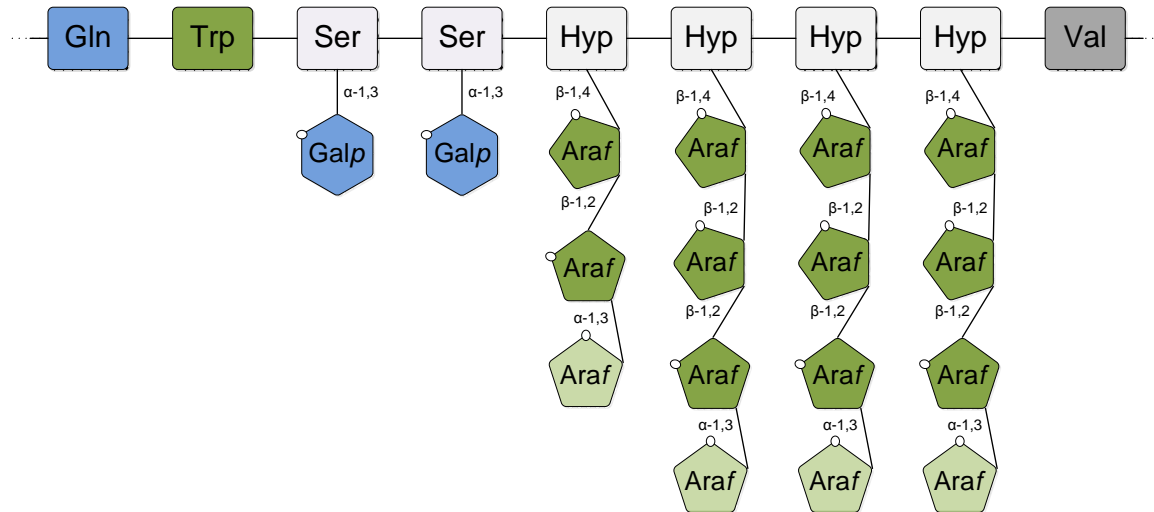 Gln Trp Ser Ser Hyp Hyp Hyp Hyp Val
α-1,3 α-1,3 β-1,4 β-1,4 β-1,4 β-1,4
Galp Galp Araf Araf Araf Araf
β-1,2 β-1,2 β-1,2 β-1,2
Araf Araf Araf Araf
α-1,3 β-1,2 β-1,2 β-1,2
Araf Araf Araf Araf
α-1,3 α-1,3 α-1,3
Araf Araf Araf